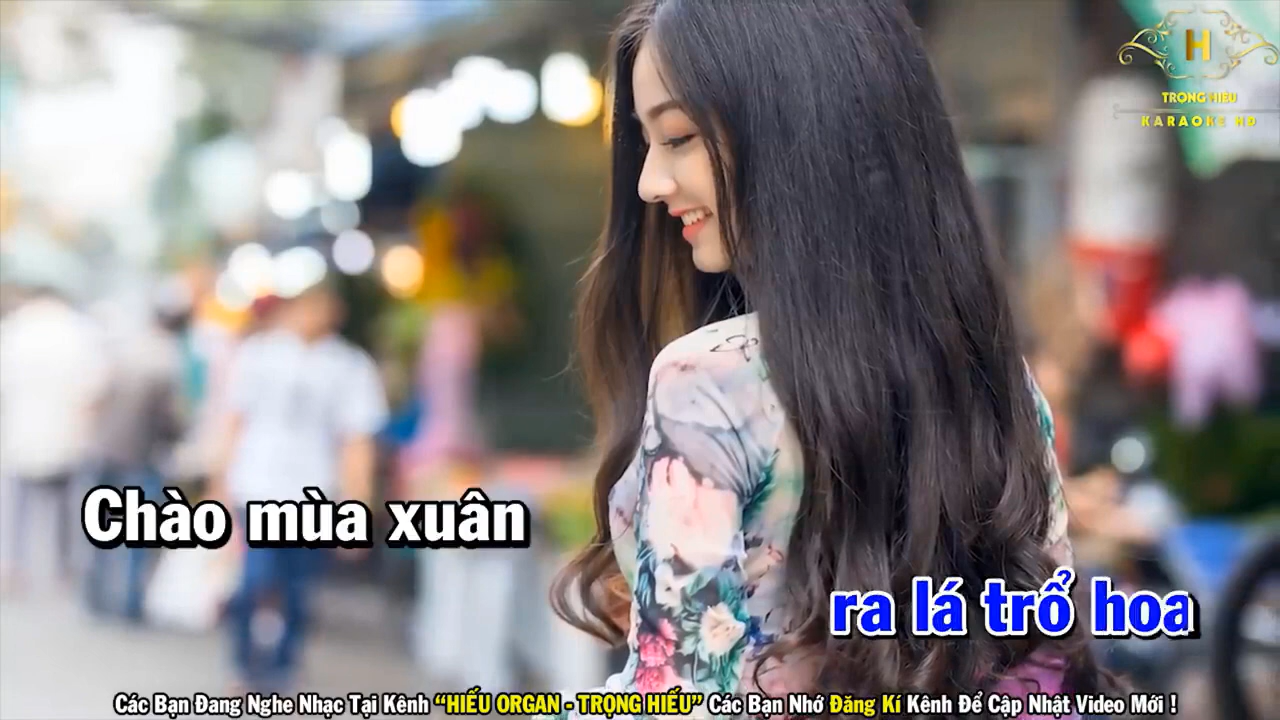 H
TRỌNG HIẾU
KARAOKE HD
Chào mùa xuân
ra lá trổ hoa
Các Bạn Đang Nghe Nhạc Tại Kênh “HIẾU ORGAN - TRỌNG HIẾU” Các Bạn Nhớ Đăng Kí Kênh Để Cập Nhật Video Mới !